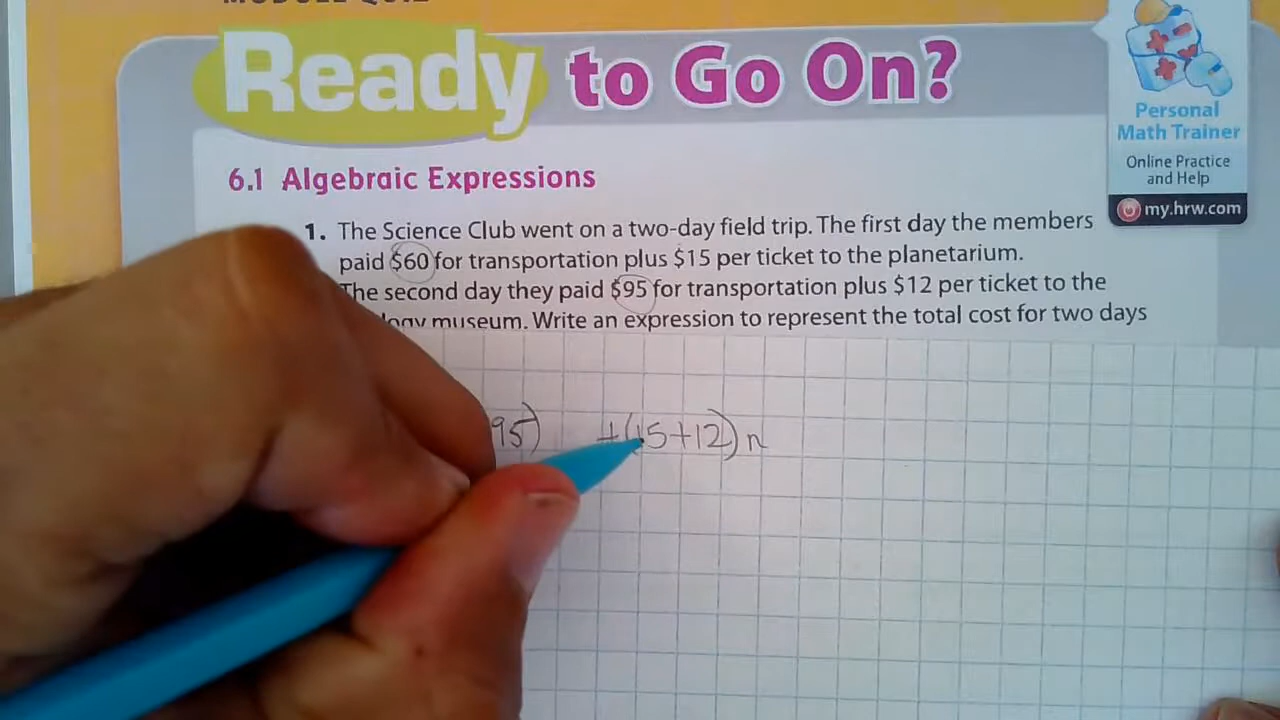 Ready to Go On?
Personal
Math Trainer
Online Practice
and Help
my.hrw.com
6.1 Algebraic Expressions
1. The Science Club went on a two-day field trip. The first day the members
paid $60 for transportation plus $15 per ticket to the planetarium.
The second day they paid $95 for transportation plus $12 per ticket to the
museum. Write an expression to represent the total cost for two days
95) +(15+12)n